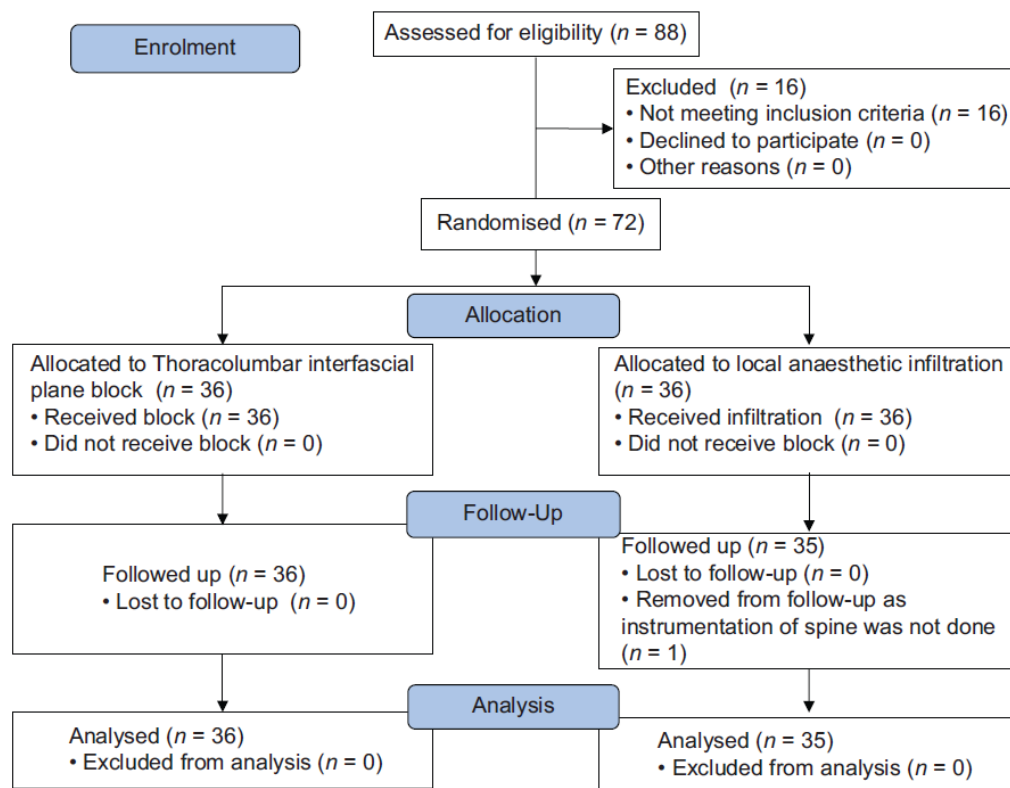 Enrolment
Assessed for eligibility (n = 88)
Excluded (n = 16)
• Not meeting inclusion criteria (n = 16)
• Declined to participate (n = 0)
• Other reasons (n = 0)
Randomised (n = 72)
Allocation
Allocated to Thoracolumbar interfascial
plane block (n = 36)
• Received block (n = 36)
• Did not receive block (n = 0)
Allocated to local anaesthetic infiltration
(n = 36)
• Received infiltration (n = 36)
• Did not receive block (n = 0)
Follow-Up
Followed up (n = 36)
• Lost to follow-up (n = 0)
Followed up (n = 35)
• Lost to follow-up (n = 0)
• Removed from follow-up as
instrumentation of spine was not done
(n = 1)
Analysis
Analysed (n = 36)
• Excluded from analysis (n = 0)
Analysed (n = 35)
• Excluded from analysis (n = 0)